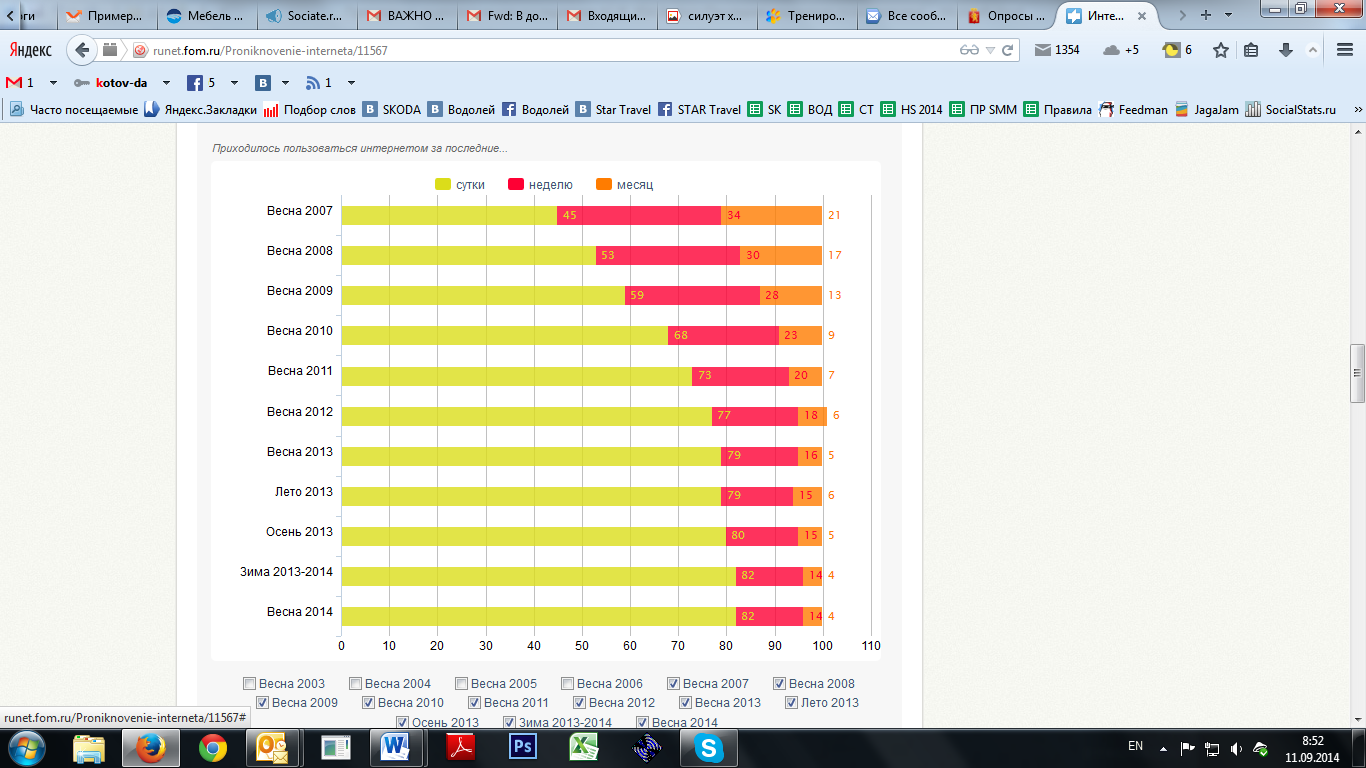 оги Пример... Мебель ... Sociate.r... ВАЖНО ... Fwd: В до... Входящи... силуэт х... Трениро... Все сооб... Опросы ... Инте...
Яндекс runet.fom.ru/Proniknovenie-interneta/11567 1354 +5 6
1 kotov-da 5 B 1
Часто посещаемые Яндекс.Закладки Подбор слов SKODA Водолей Водолей Star Travel STAR Travel SK ВОД СТ HS 2014 ПР SMM Правила Feedman JagaJam SocialStats.ru
Приходилось пользоваться интернетом за последние...
сутки неделю месяц
Весна 2007 45 34 21
Весна 2008 53 30 17
Весна 2009 59 28 13
Весна 2010 68 23 9
Весна 2011 73 20 7
Весна 2012 77 18 6
Весна 2013 79 16 5
Лето 2013 79 15 6
Осень 2013 80 15 5
Зима 2013-2014 82 14 4
Весна 2014 82 14 4
0 10 20 30 40 50 60 70 80 90 100 110
Весна 2003 Весна 2004 Весна 2005 Весна 2006 Весна 2007 Весна 2008
Весна 2009 Весна 2010 Весна 2011 Весна 2012 Весна 2013 Лето 2013
runet.fom.ru/Proniknovenie-interneta/11567#
Осень 2013 Зима 2013-2014 Весна 2014
EN 8:52
11.09.2014